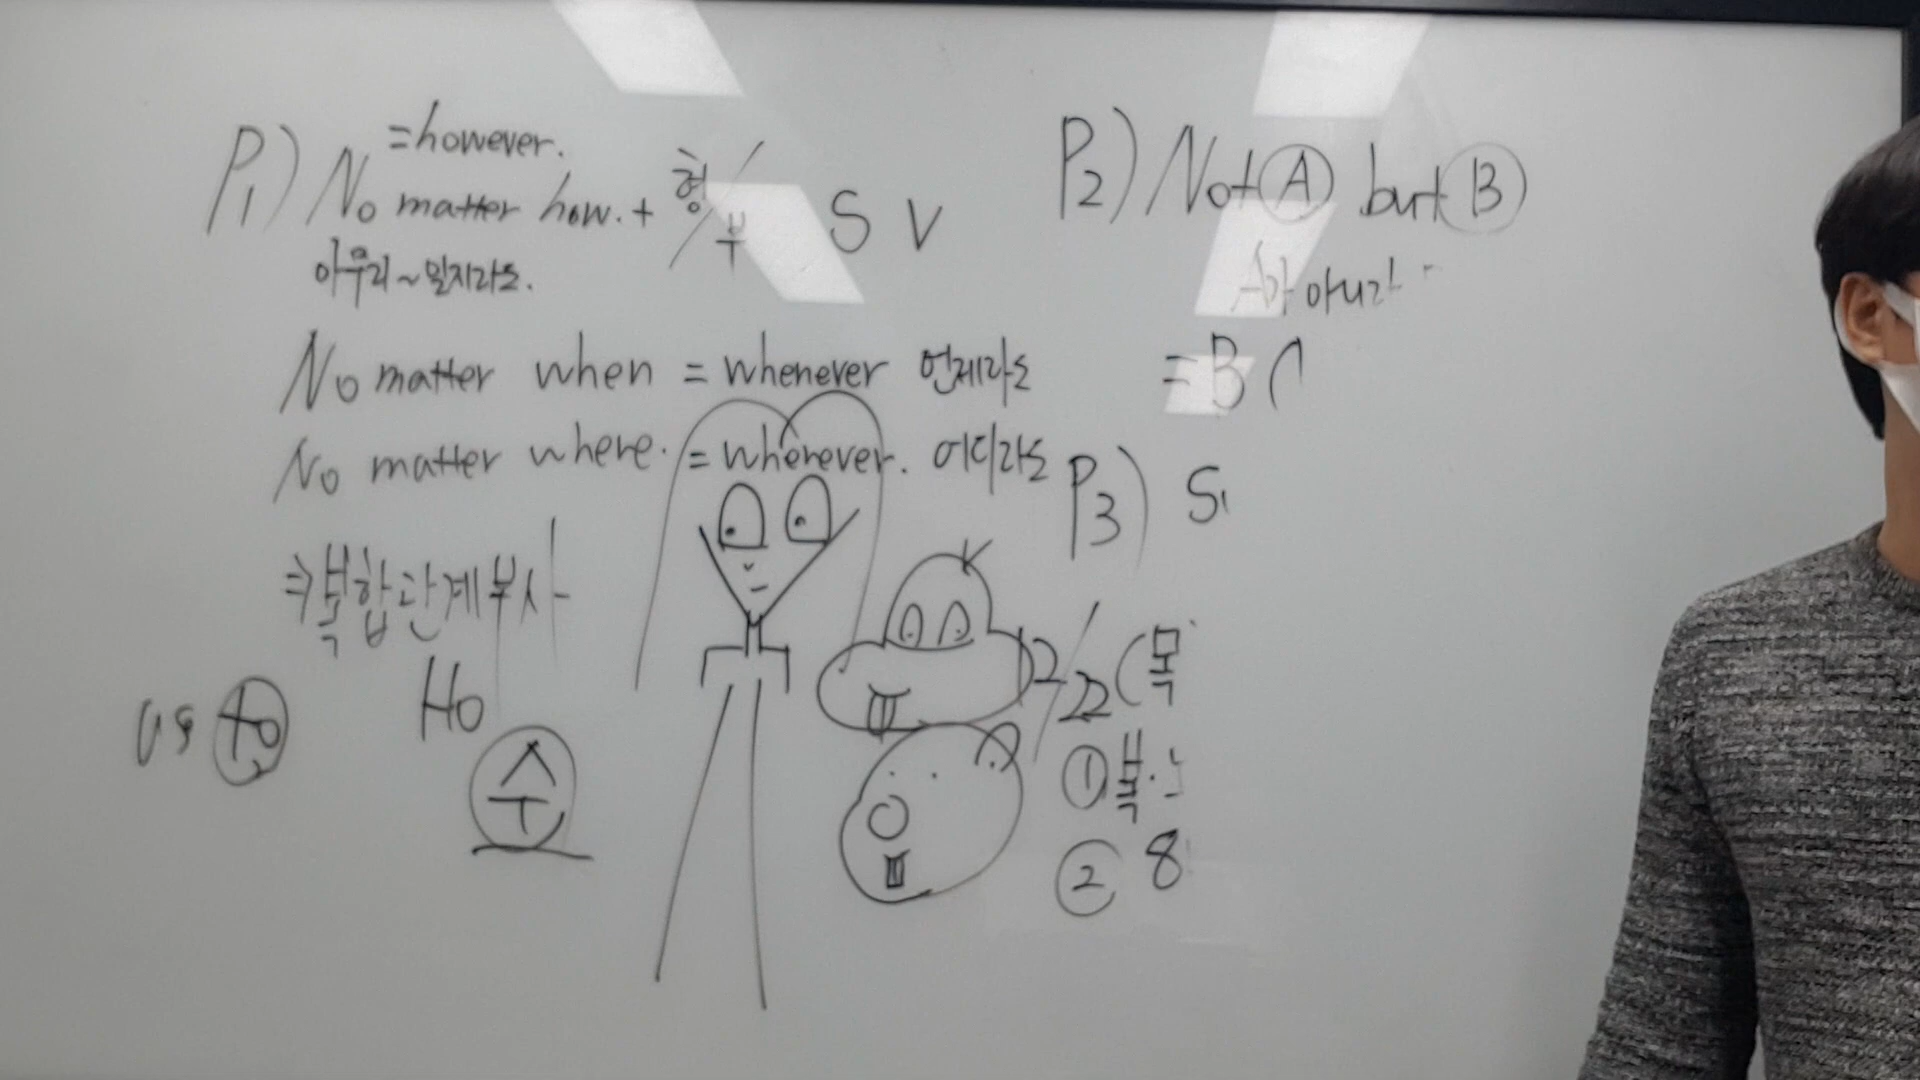 P1) No matter how. + 형/부 S V
=however.
아무리~일지라도.
No matter when = whenever 언제라도
No matter where. = wherever. 어디라도
⇒복합관계부사
Ho
수
P2) Not A but B
A가 아니라
= B
P3) S
12/22 (목
① 복.
② 8